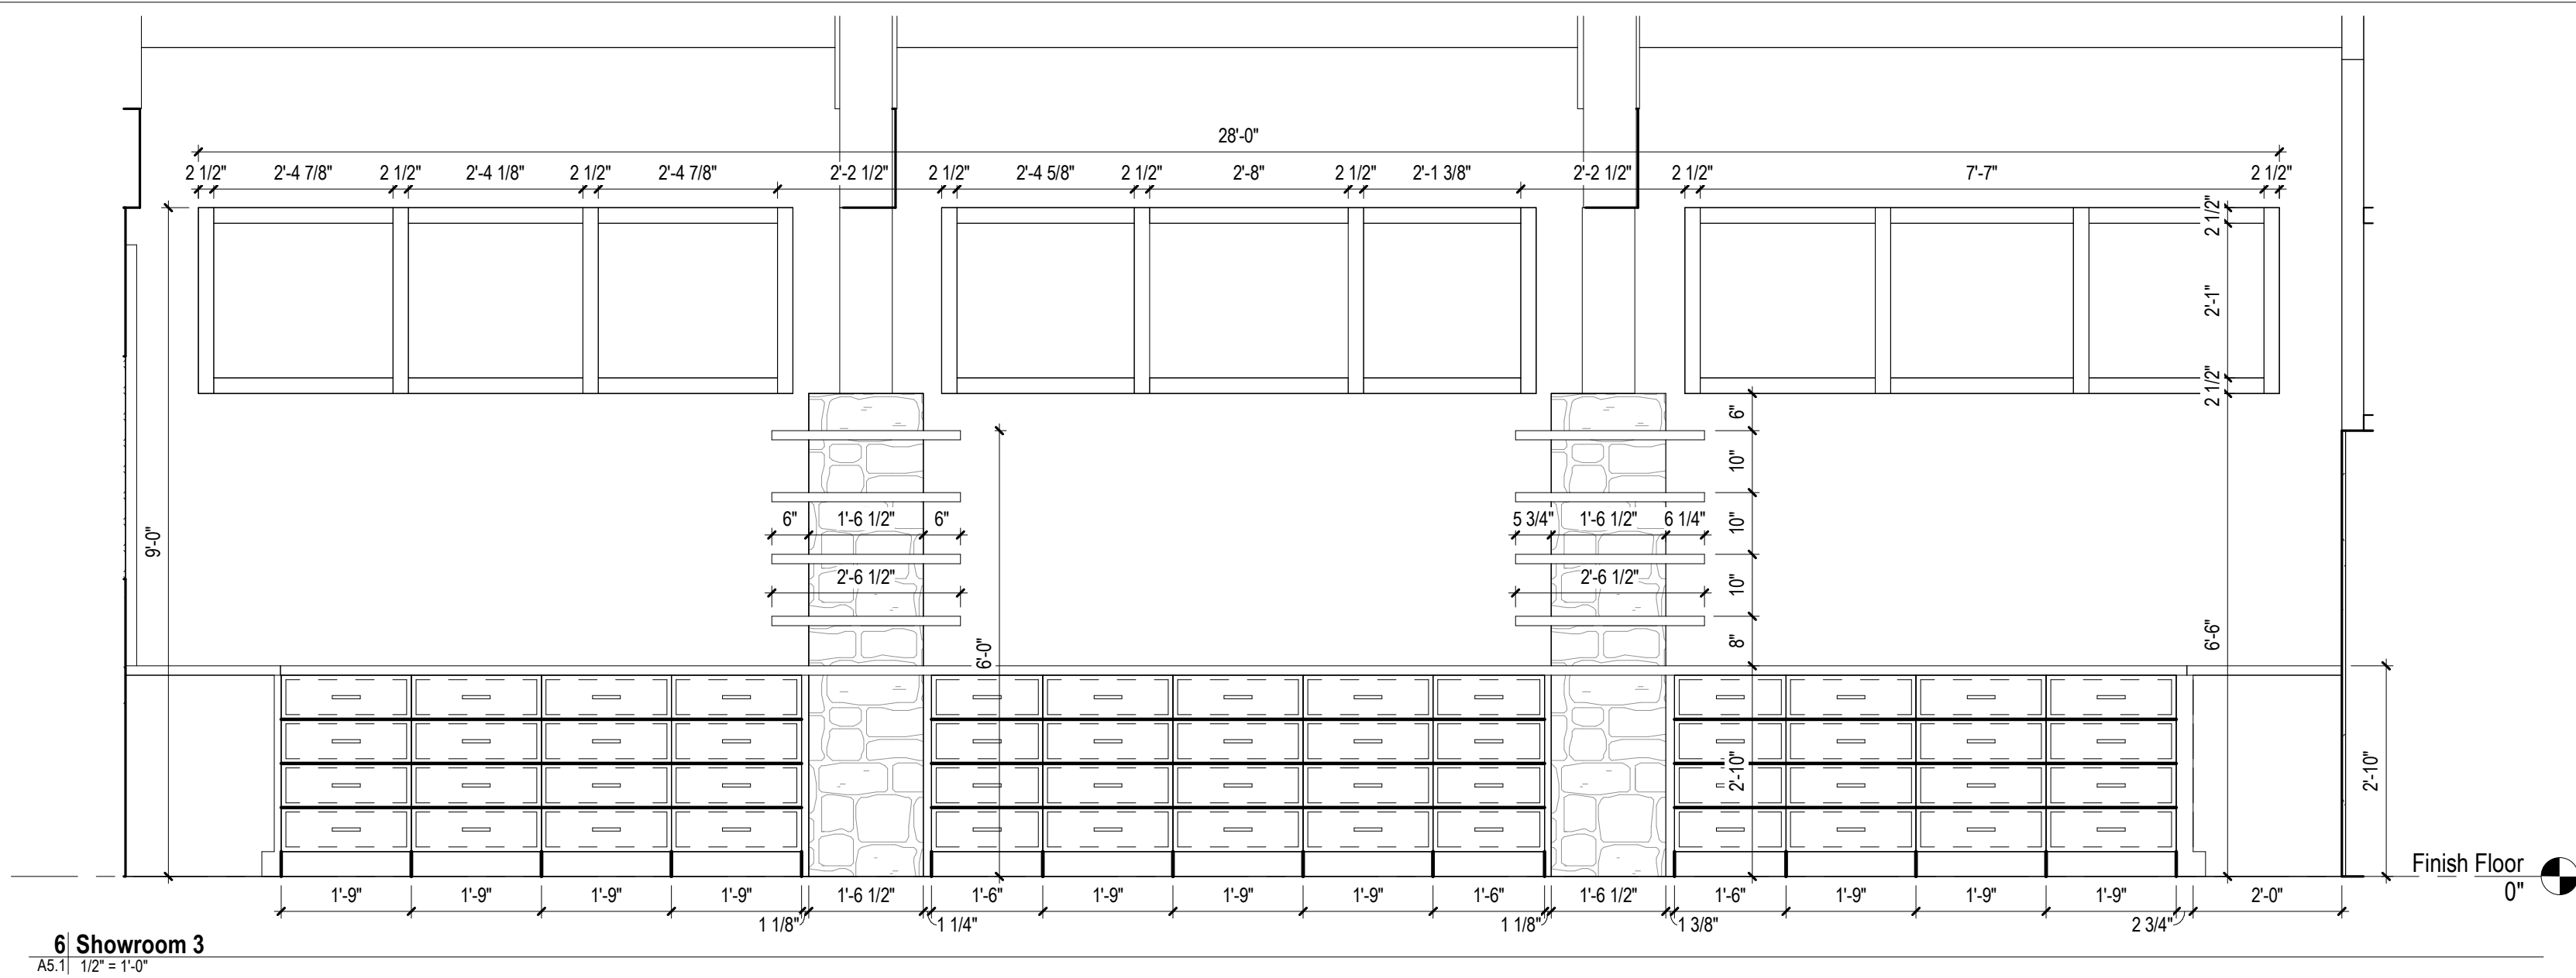 28'-0"
2 1/2" 2'-4 7/8" 2 1/2" 2'-4 1/8" 2 1/2" 2'-4 7/8" 2'-2 1/2" 2 1/2" 2'-4 5/8" 2 1/2" 2'-8" 2 1/2" 2'-1 3/8" 2'-2 1/2" 2 1/2" 7'-7" 2 1/2"
2 1/2"
2'-1"
2 1/2"
6"
10"
6" 1'-6 1/2" 6" 5 3/4" 1'-6 1/2" 6 1/4" 10"
9'-0"
2'-6 1/2" 2'-6 1/2" 10"
6'-0" 8" 6'-6"
2'-10" 2'-10"
Finish Floor
0"
1'-9" 1'-9" 1'-9" 1'-9" 1'-6 1/2" 1'-6" 1'-9" 1'-9" 1'-9" 1'-6" 1'-6 1/2" 1'-6" 1'-9" 1'-9" 1'-9" 2'-0"
1 1/8" 1 1/4" 1 1/8" 1 3/8" 2 3/4"
6 Showroom 3
A5.1 1/2" = 1'-0"